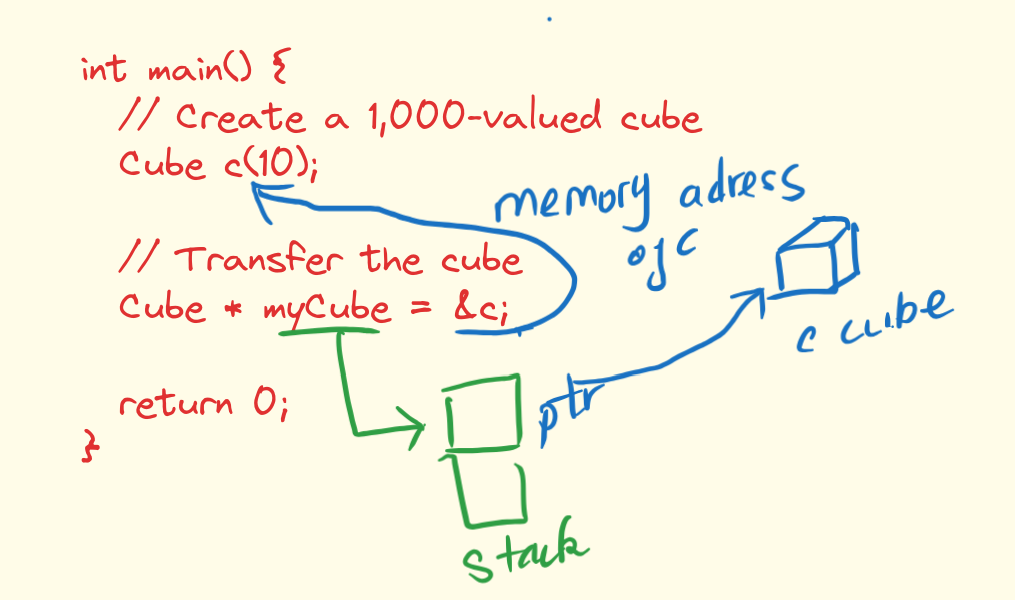 int main() {
// Create a 1,000-valued cube
Cube c(10);
memory adress
of c
// Transfer the cube
Cube * myCube = &c;
c cube
ptr
return 0;
}
stack